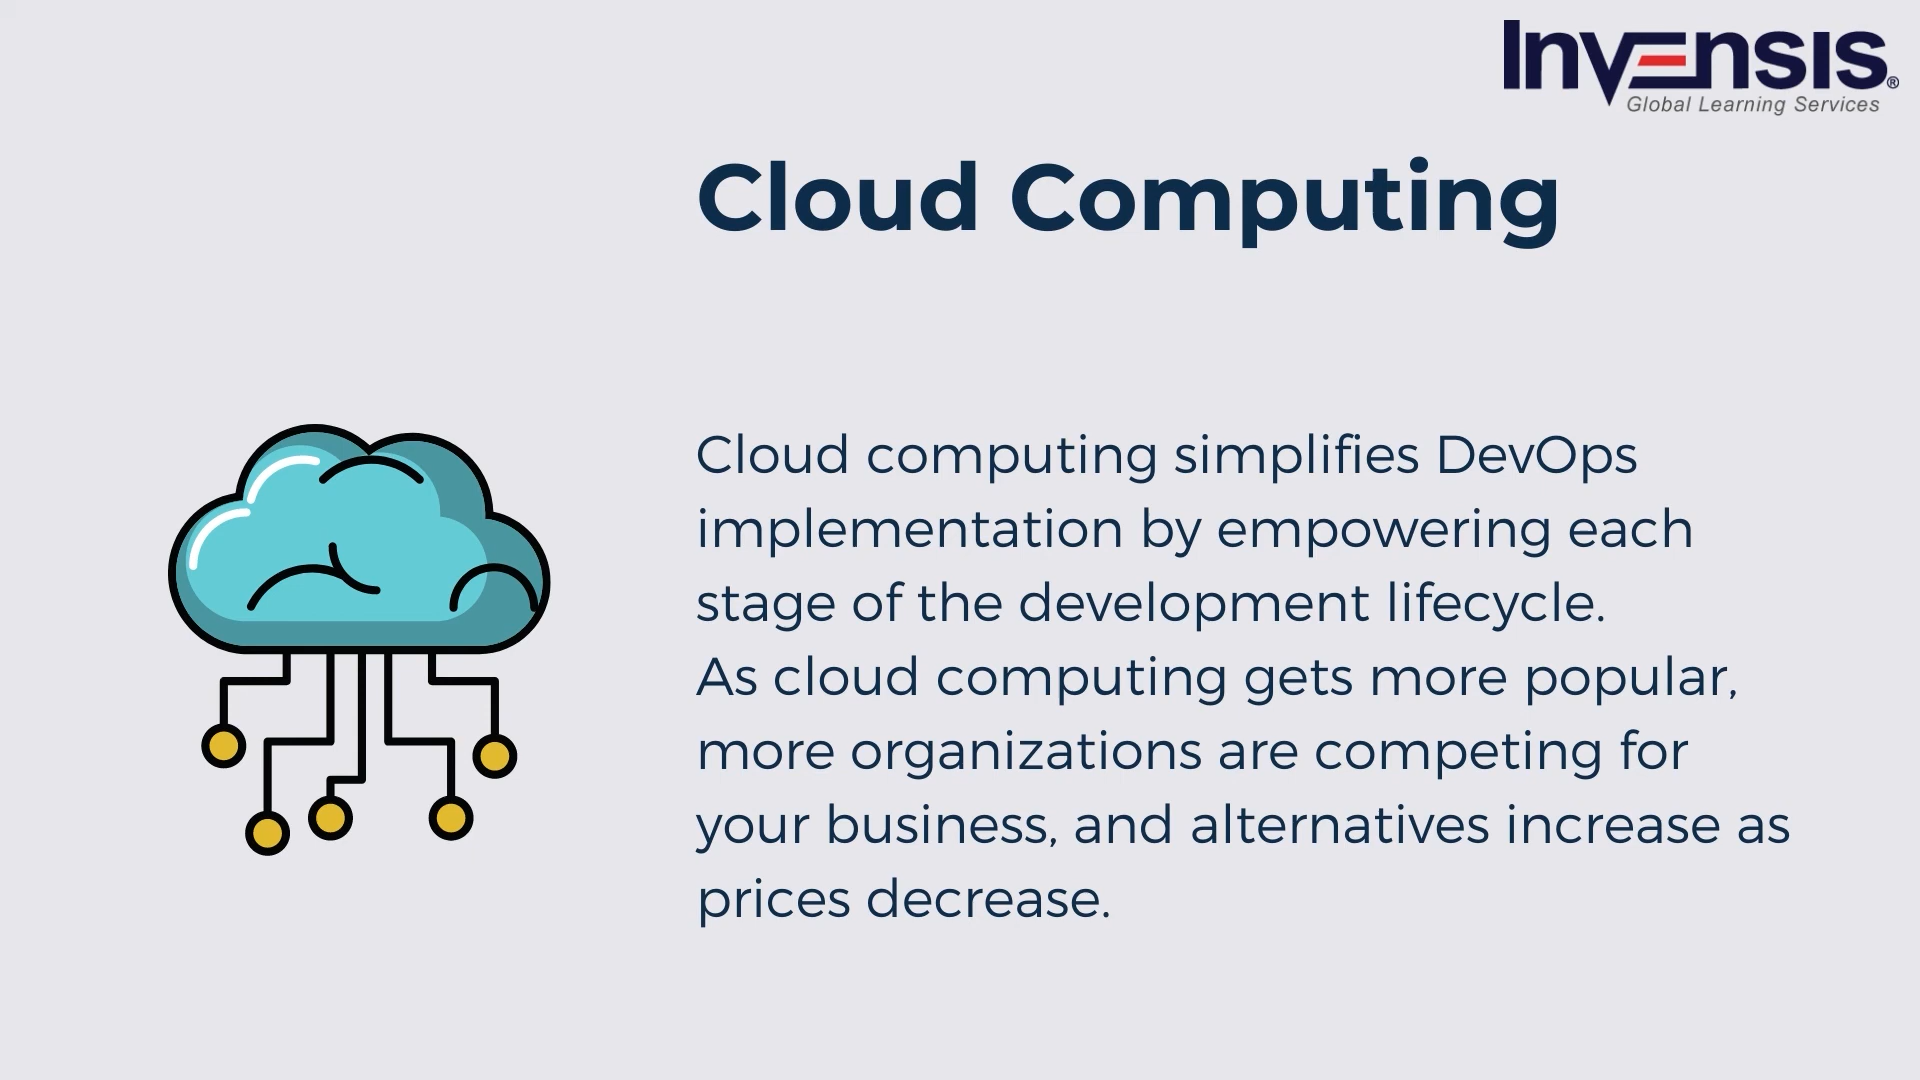 Invensis®
Global Learning Services
Cloud Computing
Cloud computing simplifies DevOps
implementation by empowering each
stage of the development lifecycle.
As cloud computing gets more popular,
more organizations are competing for
your business, and alternatives increase as
prices decrease.